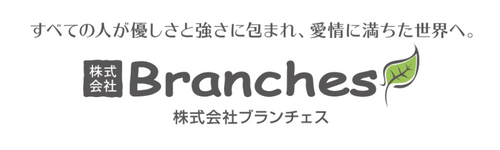 すべての人が優しさと強さに包まれ、愛情に満ちた世界へ。
株式会社 Branches
株式会社ブランチェス